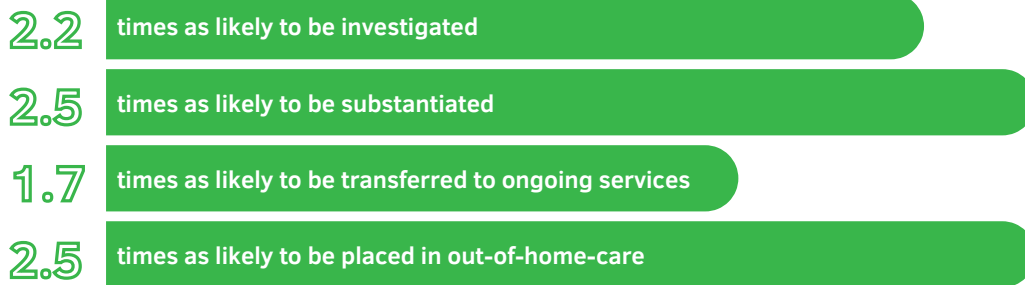 2.2 times as likely to be investigated
2.5 times as likely to be substantiated
1.7 times as likely to be transferred to ongoing services
2.5 times as likely to be placed in out-of-home-care